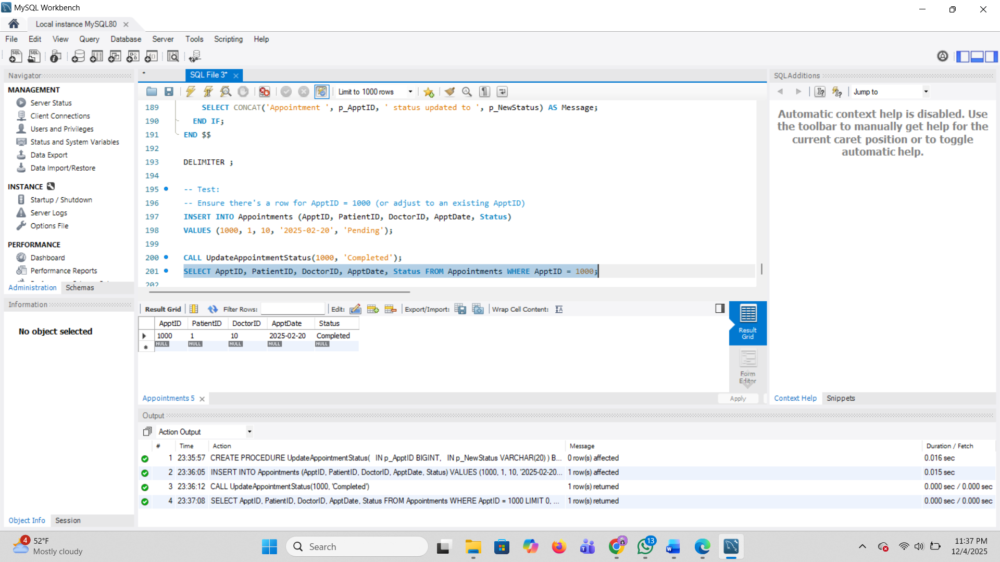 MySQL Workbench
Local instance MySQL80
File Edit View Query Database Server Tools Scripting Help
Navigator
MANAGEMENT
Server Status
Client Connections
Users and Privileges
Status and System Variables
Data Export
Data Import/Restore
INSTANCE
Startup / Shutdown
Server Logs
Options File
PERFORMANCE
Dashboard
Performance Reports
Administration Schemas
Information
No object selected
Object Info Session
SQL File 3*
Limit to 1000 rows
189 SELECT CONCAT('Appointment ', p_ApptID, ' status updated to ', p_NewStatus) AS Message;
190 END IF;
191 END $$
192
193 DELIMITER ;
194
195 -- Test:
196 -- Ensure there's a row for ApptID = 1000 (or adjust to an existing ApptID)
197 INSERT INTO Appointments (ApptID, PatientID, DoctorID, ApptDate, Status)
198 VALUES (1000, 1, 10, '2025-02-20', 'Pending');
199
200 CALL UpdateAppointmentStatus(1000, 'Completed');
201 SELECT ApptID, PatientID, DoctorID, ApptDate, Status FROM Appointments WHERE ApptID = 1000;
202
Result Grid Filter Rows: Edit: Export/Import: Wrap Cell Content:
ApptID PatientID DoctorID ApptDate Status
1000 1 10 2025-02-20 Completed
NULL NULL NULL NULL NULL
Result Grid
Form Editor
Appointments 5
Apply
SQLAdditions
Jump to
Automatic context help is disabled. Use
the toolbar to manually get help for the
current caret position or to toggle
automatic help.
Context Help Snippets
Output
Action Output
# Time Action Message Duration / Fetch
1 23:35:57 CREATE PROCEDURE UpdateAppointmentStatus( IN p_ApptID BIGINT, IN p_NewStatus VARCHAR(20) ) B... 0 row(s) affected 0.016 sec
2 23:36:05 INSERT INTO Appointments (ApptID, PatientID, DoctorID, ApptDate, Status) VALUES (1000, 1, 10, '2025-02-20... 1 row(s) affected 0.015 sec
3 23:36:12 CALL UpdateAppointmentStatus(1000, 'Completed') 1 row(s) returned 0.000 sec / 0.000 sec
4 23:37:08 SELECT ApptID, PatientID, DoctorID, ApptDate, Status FROM Appointments WHERE ApptID = 1000 LIMIT 0, ... 1 row(s) returned 0.000 sec / 0.000 sec
4
52°F
Mostly cloudy
Search
13
11:37 PM
12/4/2025